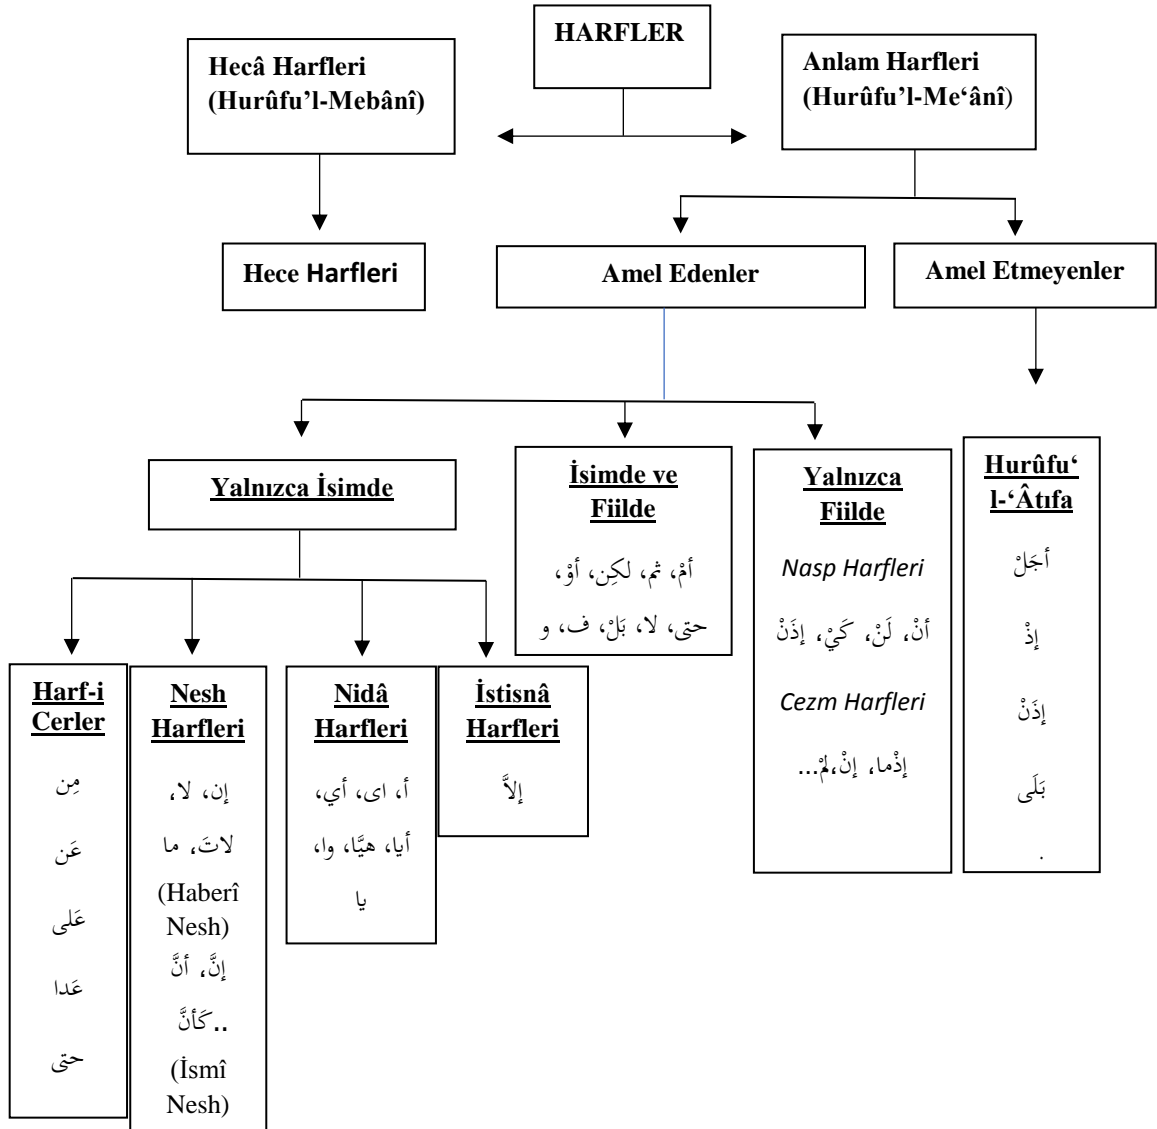 HARFLER
Hecâ Harfleri
(Hurûfu’l-Mebânî)
Anlam Harfleri
(Hurûfu’l-Me‘ânî)
Hece Harfleri
Amel Edenler
Amel Etmeyenler
Yalnızca İsimde
İsimde ve
Fiilde
أمْ، ثم، لكِن، أوْ،
حتى، لا، بَلْ، ف، و
Yalnızca
Fiilde
Nasp Harfleri
أنْ، لَنْ، كَيْ، إذَنْ
Cezm Harfleri
إذْما، إنْ،لمْ...
Hurûfu‘
l-‘Âtıfa
أجَلْ
إذْ
إذَنْ
بَلَى
.
Harf-i
Cerler
مِن
عَن
عَلى
عَدا
حتى
Nesh
Harfleri
إن، لا،
لاتَ، ما
(Haberî
Nesh)
إنَّ، أنَّ
كَأنَّ..
(İsmî
Nesh)
Nidâ
Harfleri
أ، اى، أي،
أيا، هيَّا، وا،
يا
İstisnâ
Harfleri
إلاَّ